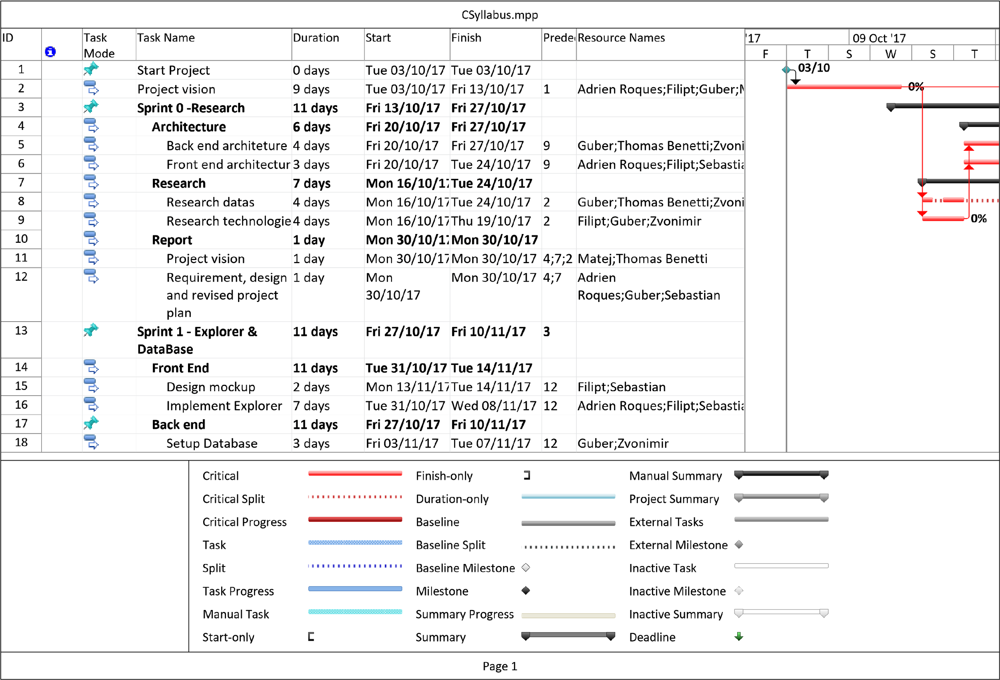 CSyllabus.mpp
ID Task Mode Task Name Duration Start Finish Prede Resource Names '17 09 Oct '17
F T S W S T
1 Start Project 0 days Tue 03/10/17 Tue 03/10/17 03/10
2 Project vision 9 days Tue 03/10/17 Fri 13/10/17 1 Adrien Roques;Filipt;Guber; 0%
3 Sprint 0 -Research 11 days Fri 13/10/17 Fri 27/10/17
4 Architecture 6 days Fri 20/10/17 Fri 27/10/17
5 Back end architeture 4 days Fri 20/10/17 Fri 27/10/17 9 Guber;Thomas Benetti;Zvoni
6 Front end architectur 3 days Fri 20/10/17 Tue 24/10/17 9 Adrien Roques;Filipt;Sebastia
7 Research 7 days Mon 16/10/17 Tue 24/10/17
8 Research datas 4 days Mon 16/10/17 Tue 24/10/17 2 Guber;Thomas Benetti;Zvoni
9 Research technologie 4 days Mon 16/10/17 Thu 19/10/17 2 Filipt;Guber;Zvonimir 0%
10 Report 1 day Mon 30/10/17 Mon 30/10/17
11 Project vision 1 day Mon 30/10/17 Mon 30/10/17 4;7;2 Matej;Thomas Benetti
12 Requirement, design 1 day Mon Mon 30/10/17 4;7 Adrien
and revised project 30/10/17 Roques;Guber;Sebastian
plan
13 Sprint 1 - Explorer & 11 days Fri 27/10/17 Fri 10/11/17 3
DataBase
14 Front End 11 days Tue 31/10/17 Tue 14/11/17
15 Design mockup 2 days Mon 13/11/17 Tue 14/11/17 12 Filipt;Sebastian
16 Implement Explorer 7 days Tue 31/10/17 Wed 08/11/17 12 Adrien Roques;Filipt;Sebastia
17 Back end 11 days Fri 27/10/17 Fri 10/11/17
18 Setup Database 3 days Fri 03/11/17 Tue 07/11/17 12 Guber;Zvonimir
Critical Finish-only Manual Summary
Critical Split Duration-only Project Summary
Critical Progress Baseline External Tasks
Task Baseline Split External Milestone
Split Baseline Milestone Inactive Task
Task Progress Milestone Inactive Milestone
Manual Task Summary Progress Inactive Summary
Start-only Summary Deadline
Page 1